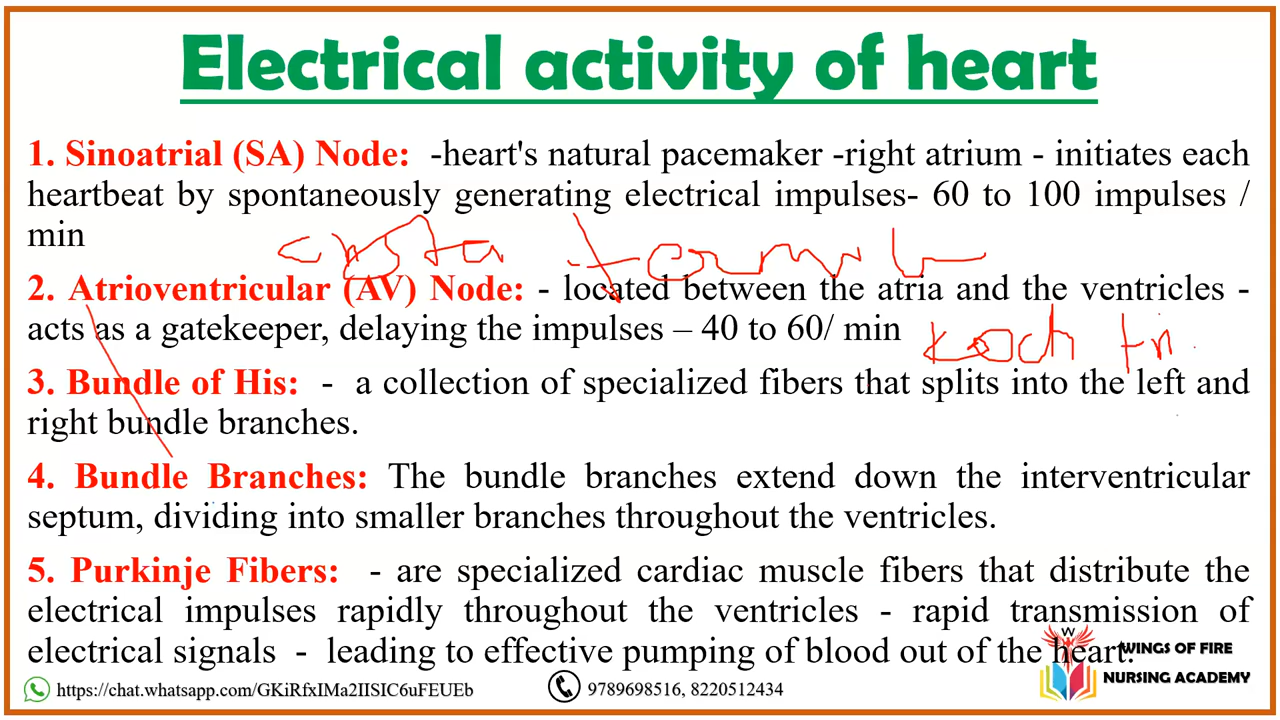 Electrical activity of heart
1. Sinoatrial (SA) Node: -heart's natural pacemaker -right atrium - initiates each
heartbeat by spontaneously generating electrical impulses- 60 to 100 impulses /
min
crista termin
2. Atrioventricular (AV) Node: - located between the atria and the ventricles -
acts as a gatekeeper, delaying the impulses – 40 to 60/ min
koch tri
3. Bundle of His: - a collection of specialized fibers that splits into the left and
right bundle branches.
4. Bundle Branches: The bundle branches extend down the interventricular
septum, dividing into smaller branches throughout the ventricles.
5. Purkinje Fibers: - are specialized cardiac muscle fibers that distribute the
electrical impulses rapidly throughout the ventricles - rapid transmission of
electrical signals - leading to effective pumping of blood out of the heart.
W
WINGS OF FIRE
NURSING ACADEMY
https://chat.whatsapp.com/GKiRfxIMa2IISIC6uFEUEb
9789698516, 8220512434